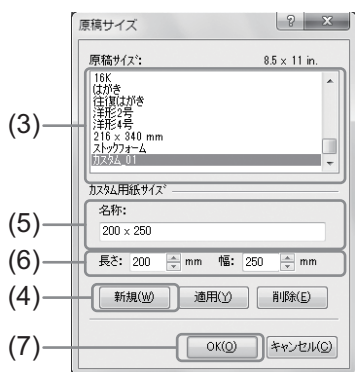 原稿サイズ
原稿サイズ: 8.5 x 11 in.
16K
はがき
往復はがき
洋形2号
洋形4号
216 x 340 mm
ストックフォーム
カスタム_01
(3)
カスタム用紙サイズ
名称:
200 x 250
(5)
長さ: 200 mm 幅: 250 mm
(6)
新規(W) 適用(Y) 削除(E)
(4)
OK(O) キャンセル(C)
(7)